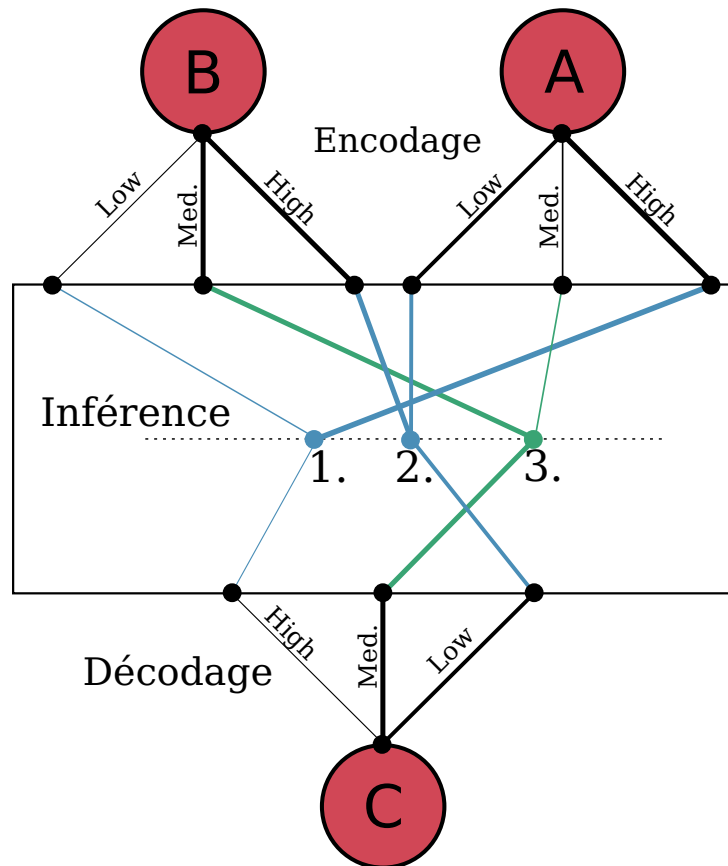 B
A
Encodage
Low
Med.
High
Low
Med.
High
Inférence
1.
2.
3.
High
Med.
Low
Décodage
C